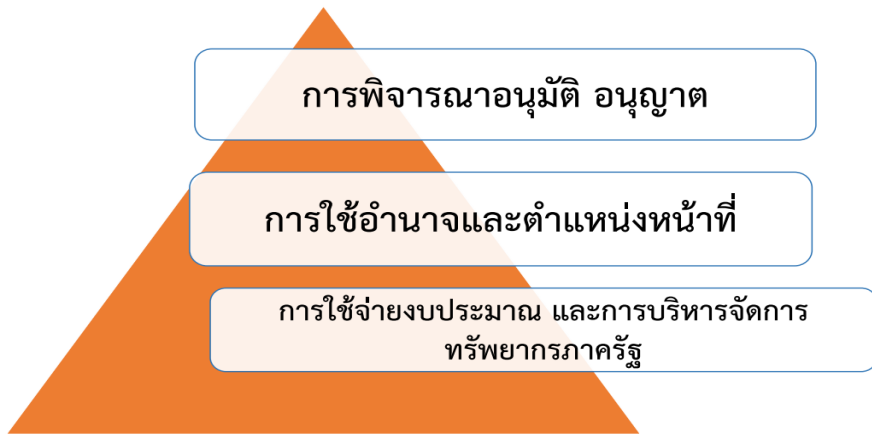 การพิจารณาอนุมัติ อนุญาต
การใช้อำนาจและตำแหน่งหน้าที่
การใช้จ่ายงบประมาณ และการบริหารจัดการ
ทรัพยากรภาครัฐ